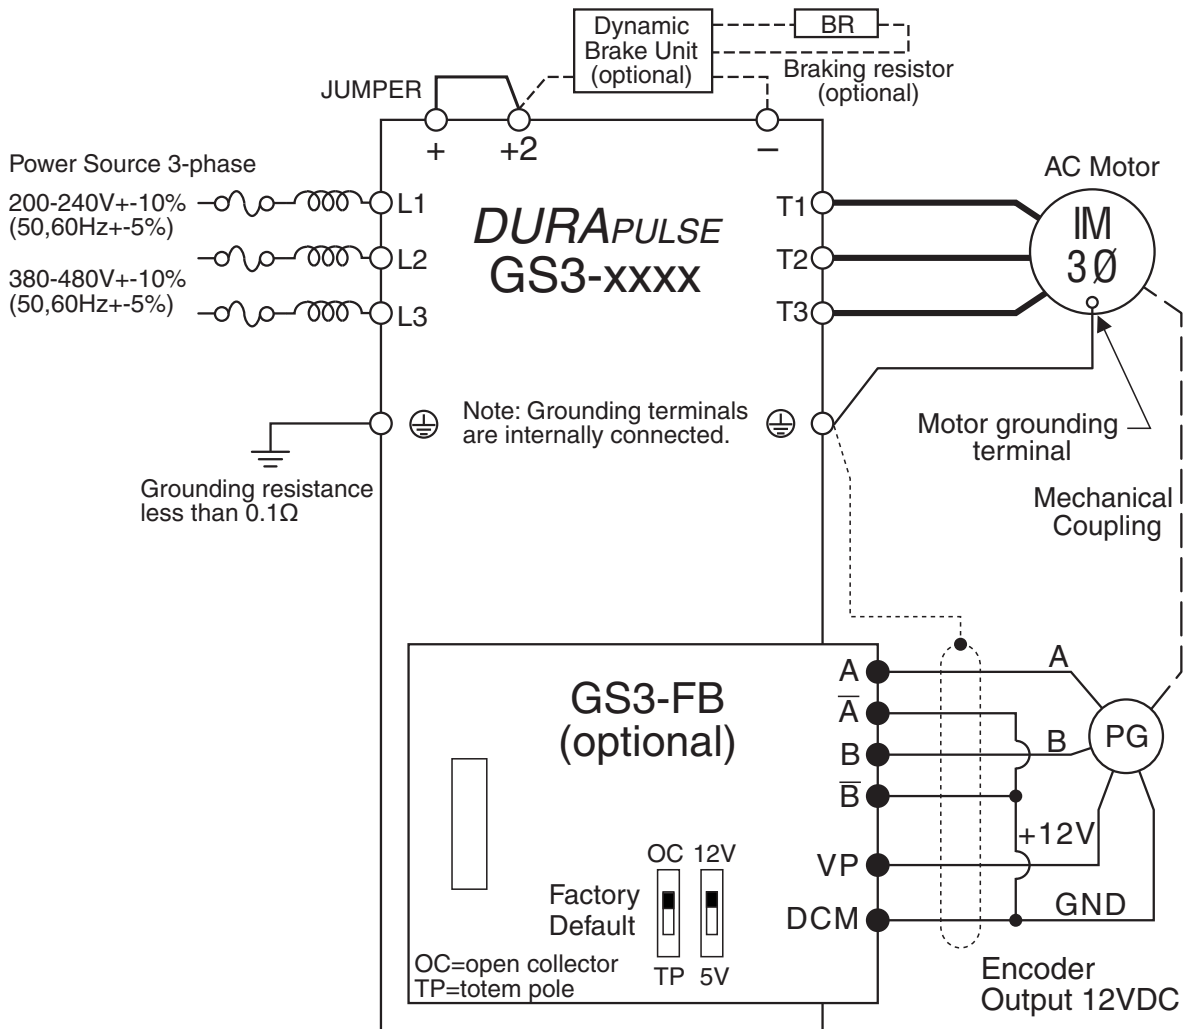 Dynamic
Brake Unit
(optional)
BR
Braking resistor
(optional)
JUMPER
+
+2
–
Power Source 3-phase
200-240V+-10%
(50,60Hz+-5%)
380-480V+-10%
(50,60Hz+-5%)
L1
L2
L3
DURAPULSE
GS3-xxxx
T1
T2
T3
AC Motor
IM
3Ø
Note: Grounding terminals
are internally connected.
Motor grounding
terminal
Grounding resistance
less than 0.1Ω
Mechanical
Coupling
GS3-FB
(optional)
A
A̅
B
B̅
VP
DCM
A
B
PG
+12V
GND
OC 12V
Factory
Default
TP 5V
OC=open collector
TP=totem pole
Encoder
Output 12VDC